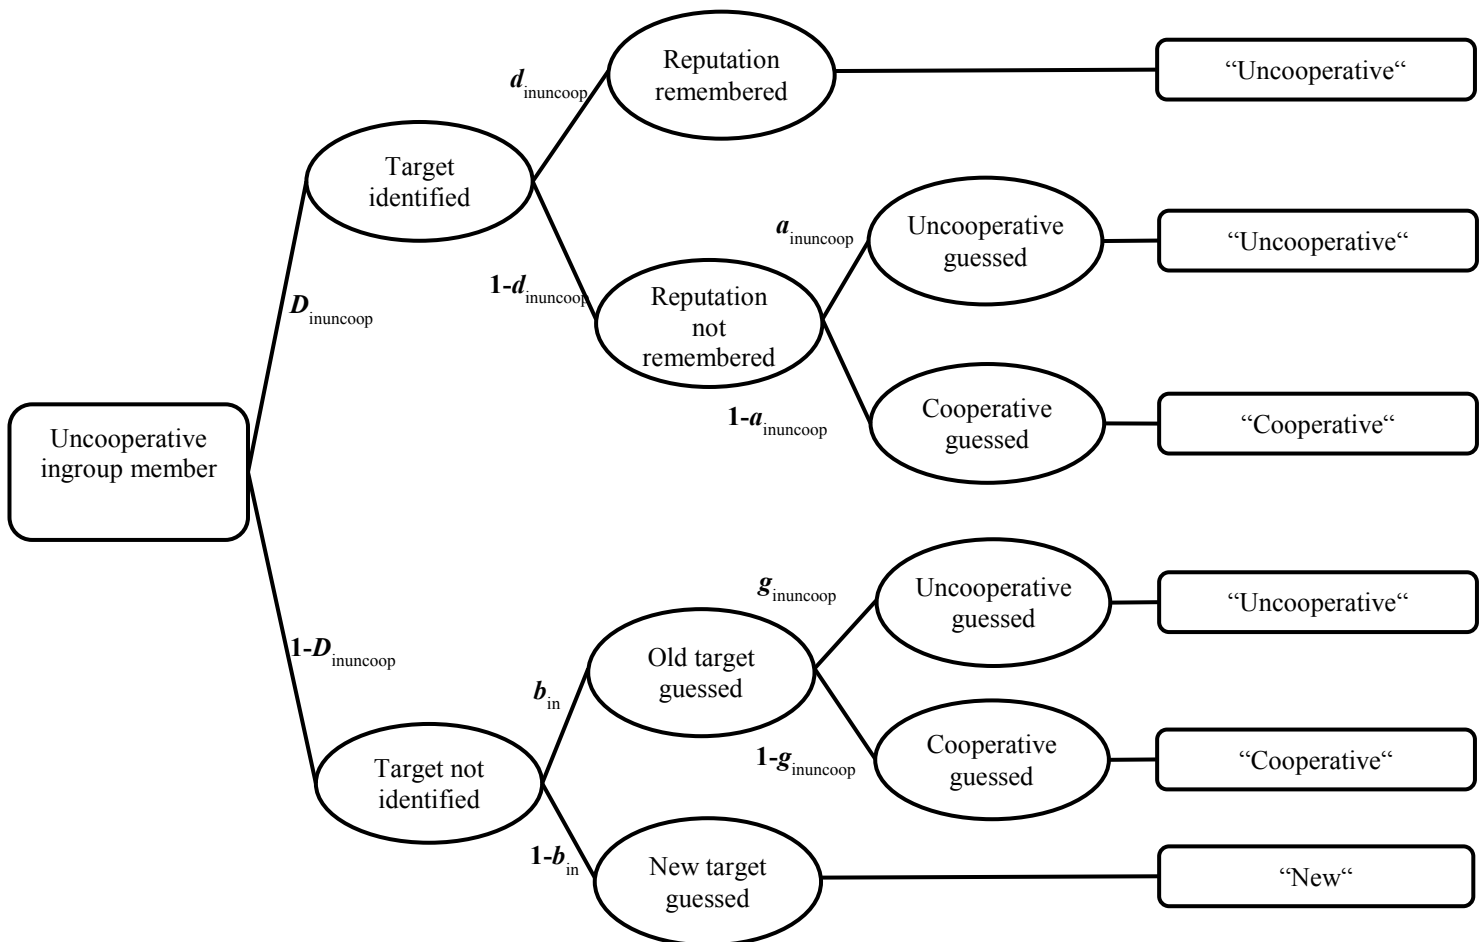 Reputation
remembered
“Uncooperative“
d inuncoop
Target
identified
a inuncoop
Uncooperative
guessed
“Uncooperative“
1-d inuncoop
Reputation
not
remembered
D inuncoop
1-a inuncoop
Cooperative
guessed
“Cooperative“
Uncooperative
ingroup member
g inuncoop
Uncooperative
guessed
“Uncooperative“
1-D inuncoop
Old target
guessed
b in
1-g inuncoop
Cooperative
guessed
“Cooperative“
Target not
identified
1-b in
New target
guessed
“New“